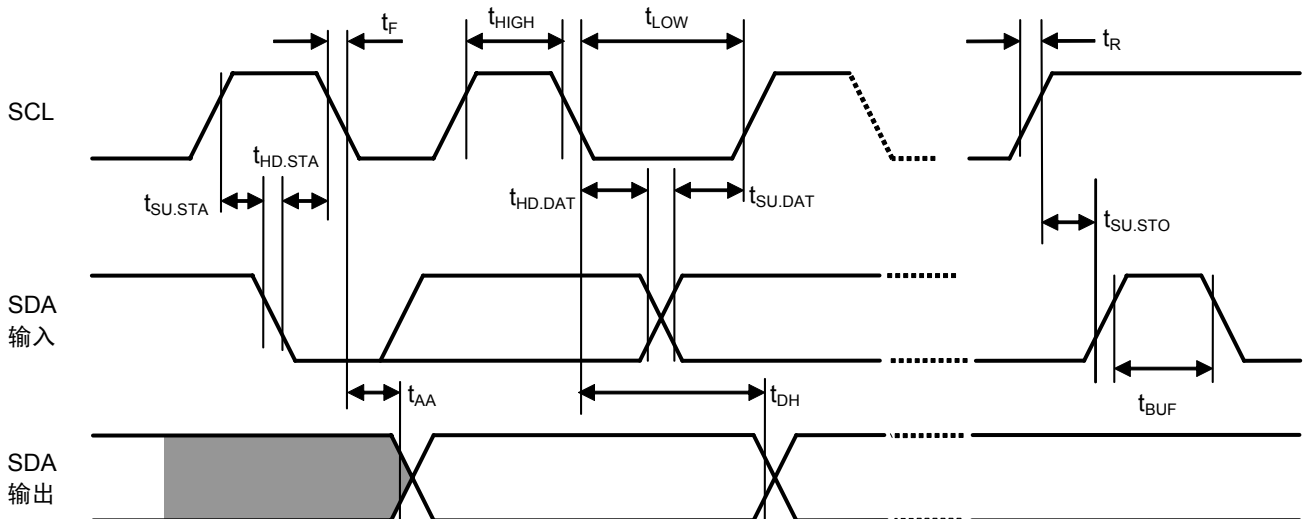 tF
tHIGH
tLOW
tR
SCL
tHD.STA
tSU.STA
tHD.DAT
tSU.DAT
tSU.STO
SDA
输入
tAA
tDH
tBUF
SDA
输出